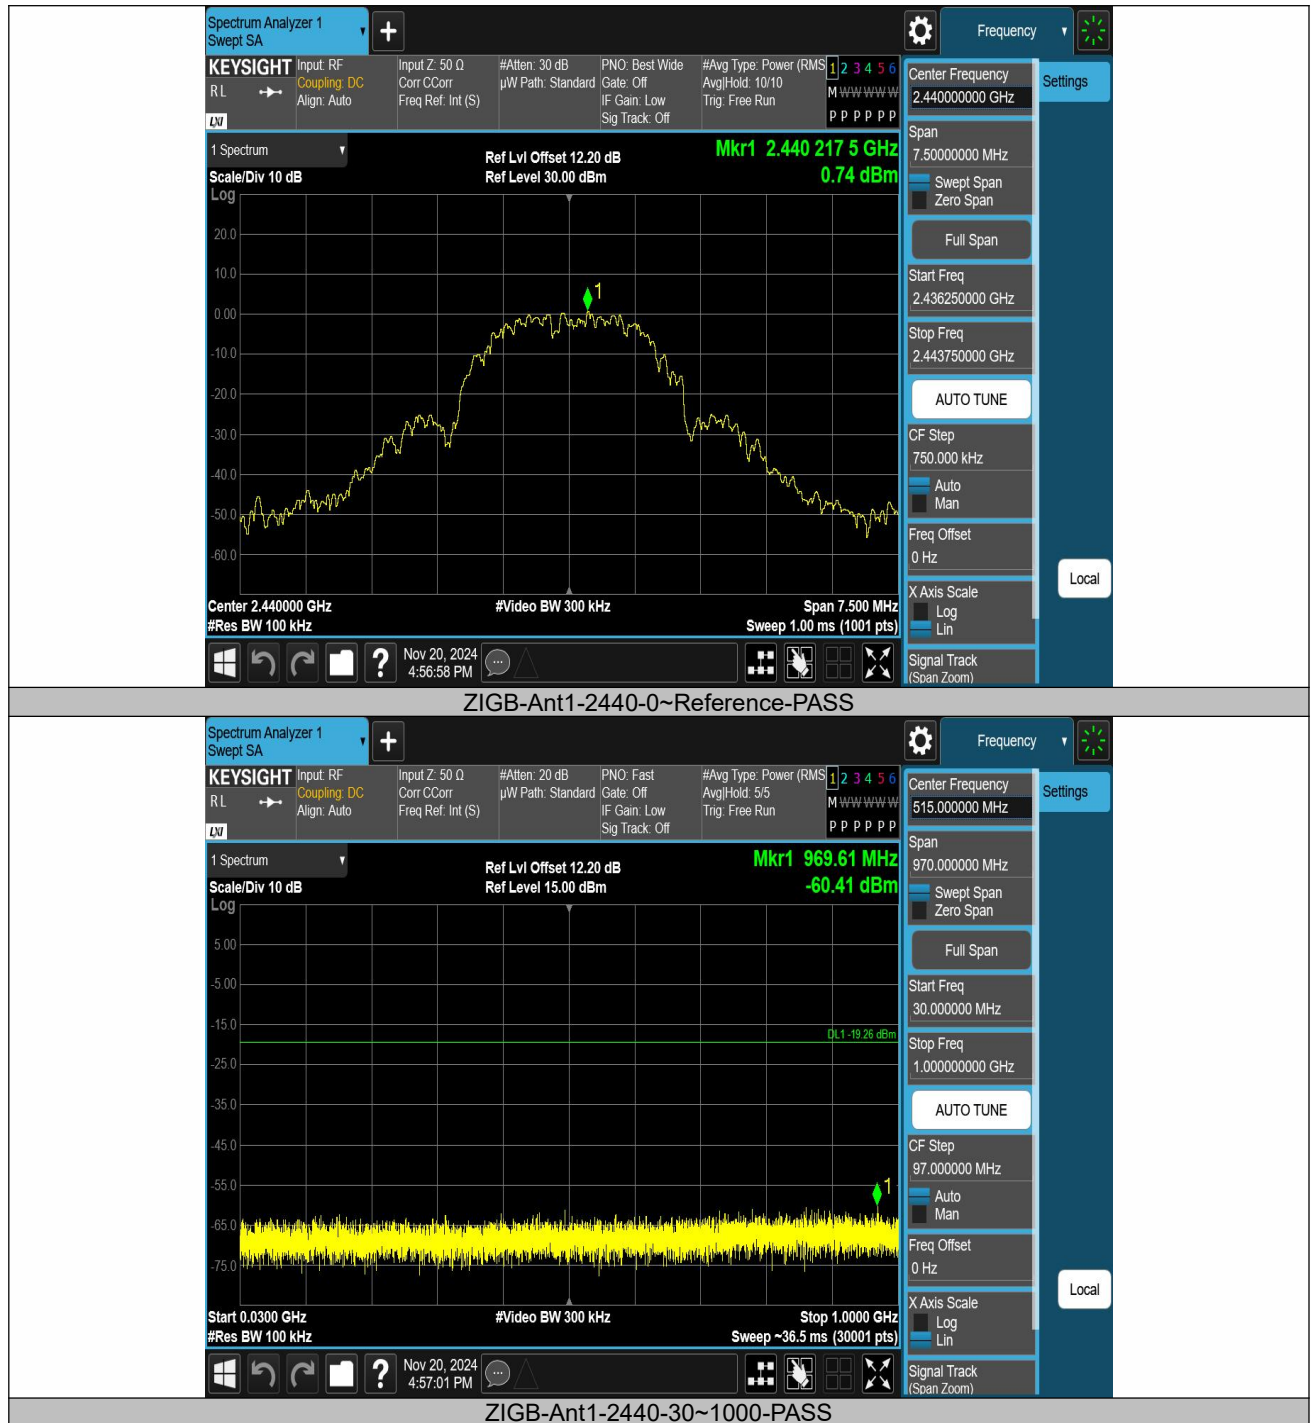 Spectrum Analyzer 1
Swept SA
Frequency
KEYSIGHT
R L
LXI
Input: RF
Coupling: DC
Align: Auto
Input Z: 50 Ω
Corr CCorr
Freq Ref: Int (S)
#Atten: 30 dB
µW Path: Standard
PNO: Best Wide
Gate: Off
IF Gain: Low
Sig Track: Off
#Avg Type: Power (RMS
Avg|Hold: 10/10
Trig: Free Run
1 2 3 4 5 6
M W W W W W
P P P P P P
1 Spectrum
Scale/Div 10 dB
Ref Lvl Offset 12.20 dB
Ref Level 30.00 dBm
Mkr1 2.440 217 5 GHz
0.74 dBm
Log
20.0
10.0
0.00
-10.0
-20.0
-30.0
-40.0
-50.0
-60.0
1
Center 2.440000 GHz
#Res BW 100 kHz
#Video BW 300 kHz
Span 7.500 MHz
Sweep 1.00 ms (1001 pts)
Nov 20, 2024
4:56:58 PM
Center Frequency
2.440000000 GHz
Settings
Span
7.50000000 MHz
Swept Span
Zero Span
Full Span
Start Freq
2.436250000 GHz
Stop Freq
2.443750000 GHz
AUTO TUNE
CF Step
750.000 kHz
Auto
Man
Freq Offset
0 Hz
X Axis Scale
Log
Lin
Signal Track
(Span Zoom)
Local
ZIGB-Ant1-2440-0~Reference-PASS
Spectrum Analyzer 1
Swept SA
Frequency
KEYSIGHT
R L
LXI
Input: RF
Coupling: DC
Align: Auto
Input Z: 50 Ω
Corr CCorr
Freq Ref: Int (S)
#Atten: 20 dB
µW Path: Standard
PNO: Fast
Gate: Off
IF Gain: Low
Sig Track: Off
#Avg Type: Power (RMS
Avg|Hold: 5/5
Trig: Free Run
1 2 3 4 5 6
M W W W W W
P P P P P P
1 Spectrum
Scale/Div 10 dB
Ref Lvl Offset 12.20 dB
Ref Level 15.00 dBm
Mkr1 969.61 MHz
-60.41 dBm
Log
5.00
-5.00
-15.0
-25.0
-35.0
-45.0
-55.0
-65.0
-75.0
DL1 -19.26 dBm
1
Start 0.0300 GHz
#Res BW 100 kHz
#Video BW 300 kHz
Stop 1.0000 GHz
Sweep ~36.5 ms (30001 pts)
Nov 20, 2024
4:57:01 PM
Center Frequency
515.000000 MHz
Settings
Span
970.000000 MHz
Swept Span
Zero Span
Full Span
Start Freq
30.000000 MHz
Stop Freq
1.000000000 GHz
AUTO TUNE
CF Step
97.000000 MHz
Auto
Man
Freq Offset
0 Hz
X Axis Scale
Log
Lin
Signal Track
(Span Zoom)
Local
ZIGB-Ant1-2440-30~1000-PASS